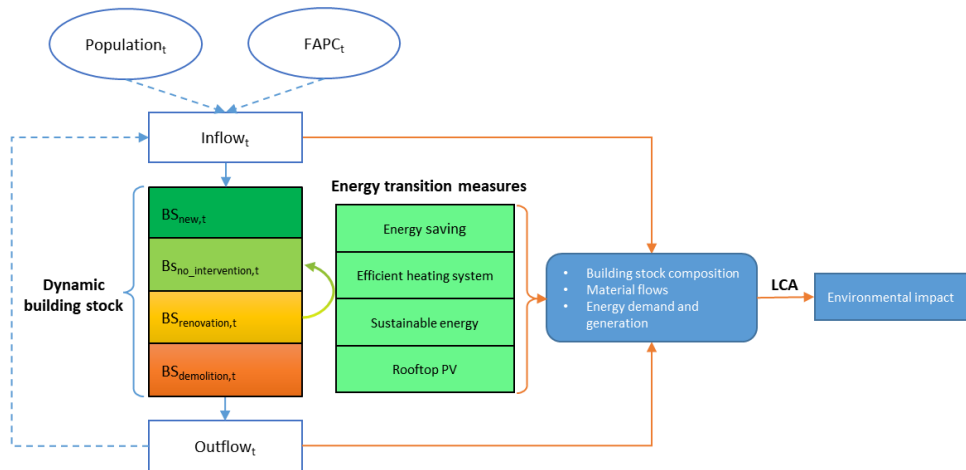 Population_t
FAPC_t
Inflow_t
Energy transition measures
BS_new,t
Bs_no_intervention,t
BS_renovation,t
BS_demolition,t
Dynamic
building stock
Energy saving
Efficient heating system
Sustainable energy
Rooftop PV
• Building stock composition
• Material flows
• Energy demand and
generation
LCA
Environmental impact
Outflow_t